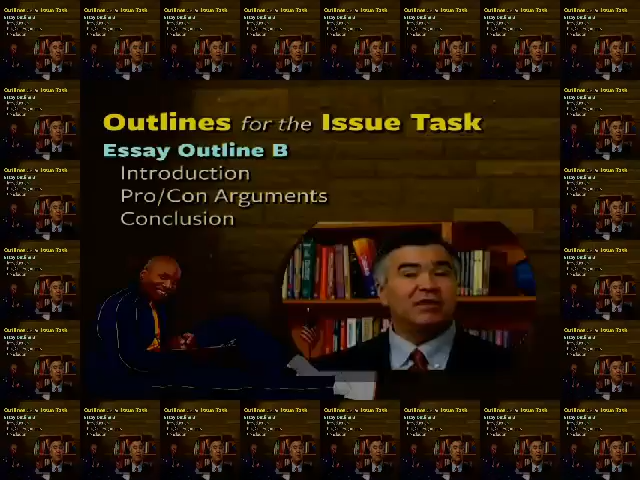 Outlines for the Issue Task
Essay Outline B
Introduction
Pro/Con Arguments
Conclusion